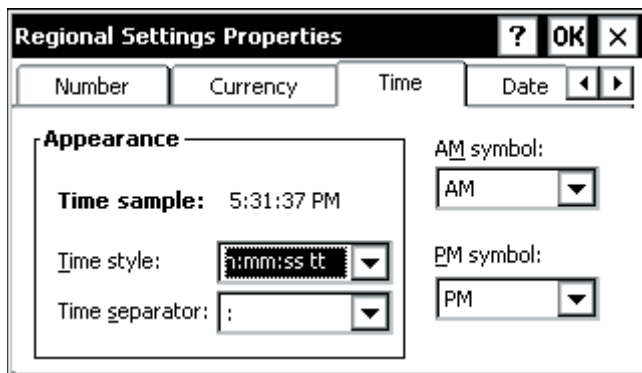 Regional Settings Properties ? OK ×
Number Currency Time Date
Appearance
Time sample: 5:31:37 PM
Time style: h:mm:ss tt
Time separator: :
AM symbol:
AM
PM symbol:
PM